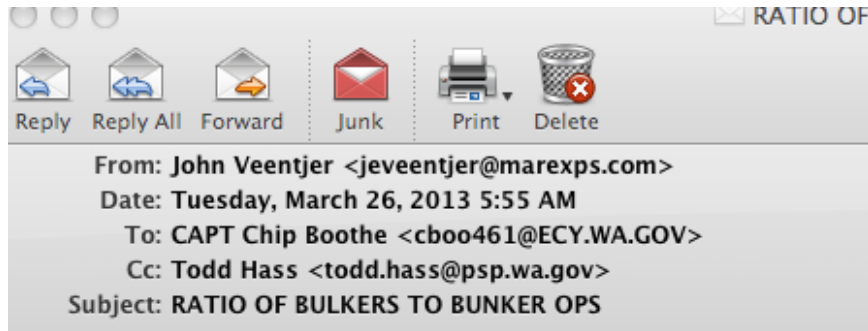 RATIO OF
Reply Reply All Forward Junk Print Delete
From: John Veentjer <jeveentjer@marexps.com>
Date: Tuesday, March 26, 2013 5:55 AM
To: CAPT Chip Boothe <cboo461@ECY.WA.GOV>
Cc: Todd Hass <todd.hass@psp.wa.gov>
Subject: RATIO OF BULKERS TO BUNKER OPS